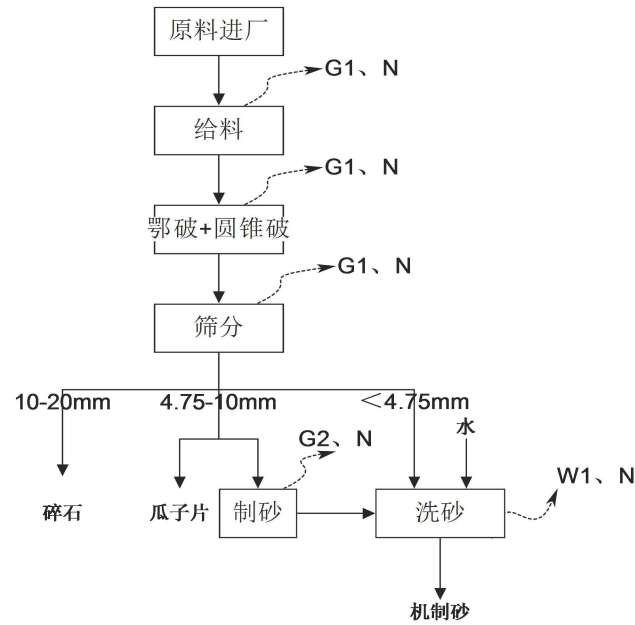 原料进厂
G1、N
给料
G1、N
鄂破+圆锥破
G1、N
筛分
10-20mm
4.75-10mm
＜4.75mm
水
G2、N
W1、N
碎石
瓜子片
制砂
洗砂
机制砂